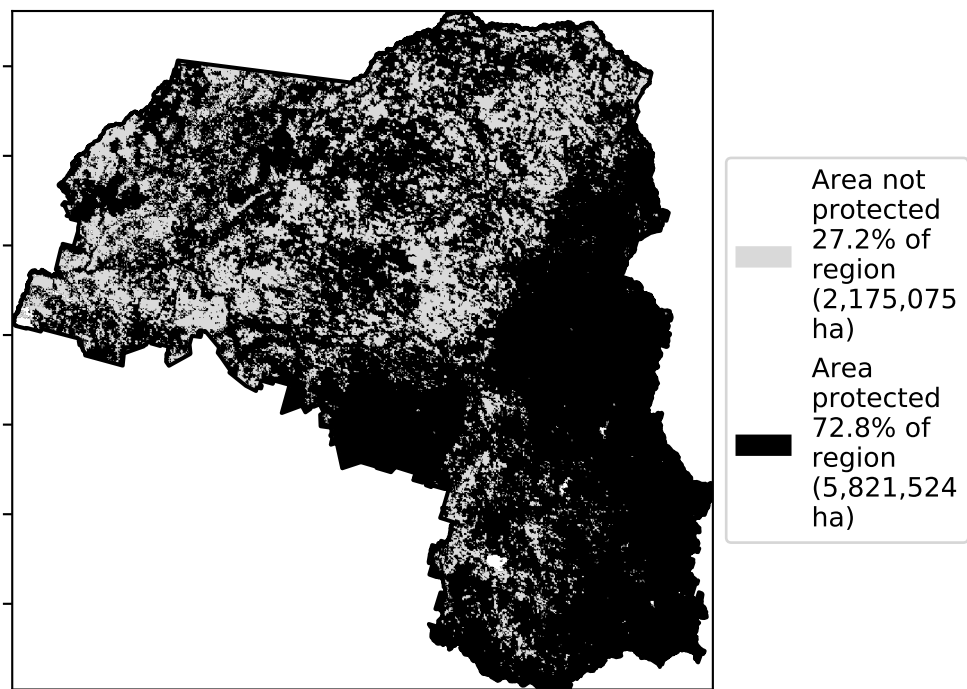 Area not
protected
27.2% of
region
(2,175,075
ha)
Area
protected
72.8% of
region
(5,821,524
ha)